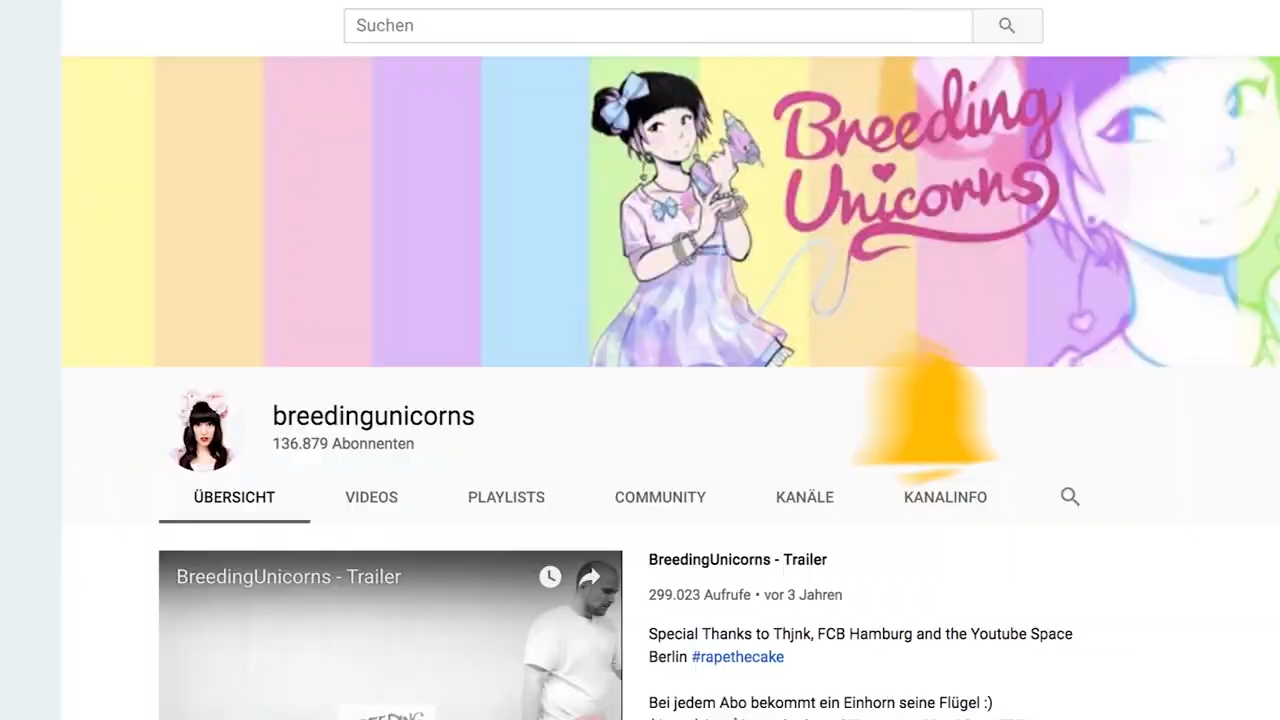 Suchen
Breeding
Unicorns
breedingunicorns
136.879 Abonnenten
ÜBERSICHT VIDEOS PLAYLISTS COMMUNITY KANÄLE KANALINFO
BreedingUnicorns - Trailer
BreedingUnicorns - Trailer
299.023 Aufrufe • vor 3 Jahren
Special Thanks to Thjnk, FCB Hamburg and the Youtube Space
Berlin #rapethecake
Bei jedem Abo bekommt ein Einhorn seine Flügel :)